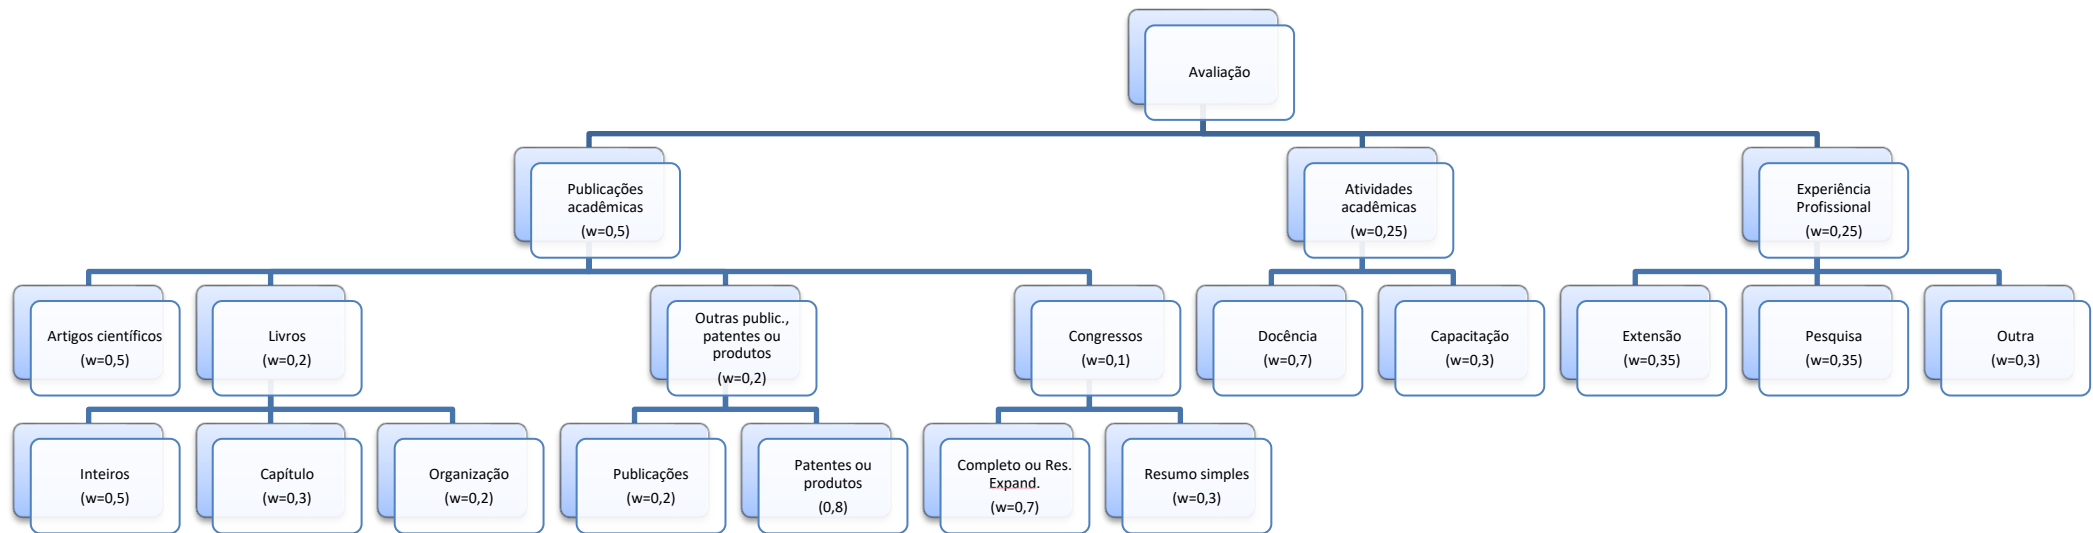 Avaliação
Publicações
acadêmicas
(w=0,5)
Atividades
acadêmicas
(w=0,25)
Experiência
Profissional
(w=0,25)
Artigos científicos
(w=0,5)
Livros
(w=0,2)
Outras public.,
patentes ou
produtos
(w=0,2)
Congressos
(w=0,1)
Docência
(w=0,7)
Capacitação
(w=0,3)
Extensão
(w=0,35)
Pesquisa
(w=0,35)
Outra
(w=0,3)
Inteiros
(w=0,5)
Capítulo
(w=0,3)
Organização
(w=0,2)
Publicações
(w=0,2)
Patentes ou
produtos
(0,8)
Completo ou Res.
Expand.
(w=0,7)
Resumo simples
(w=0,3)